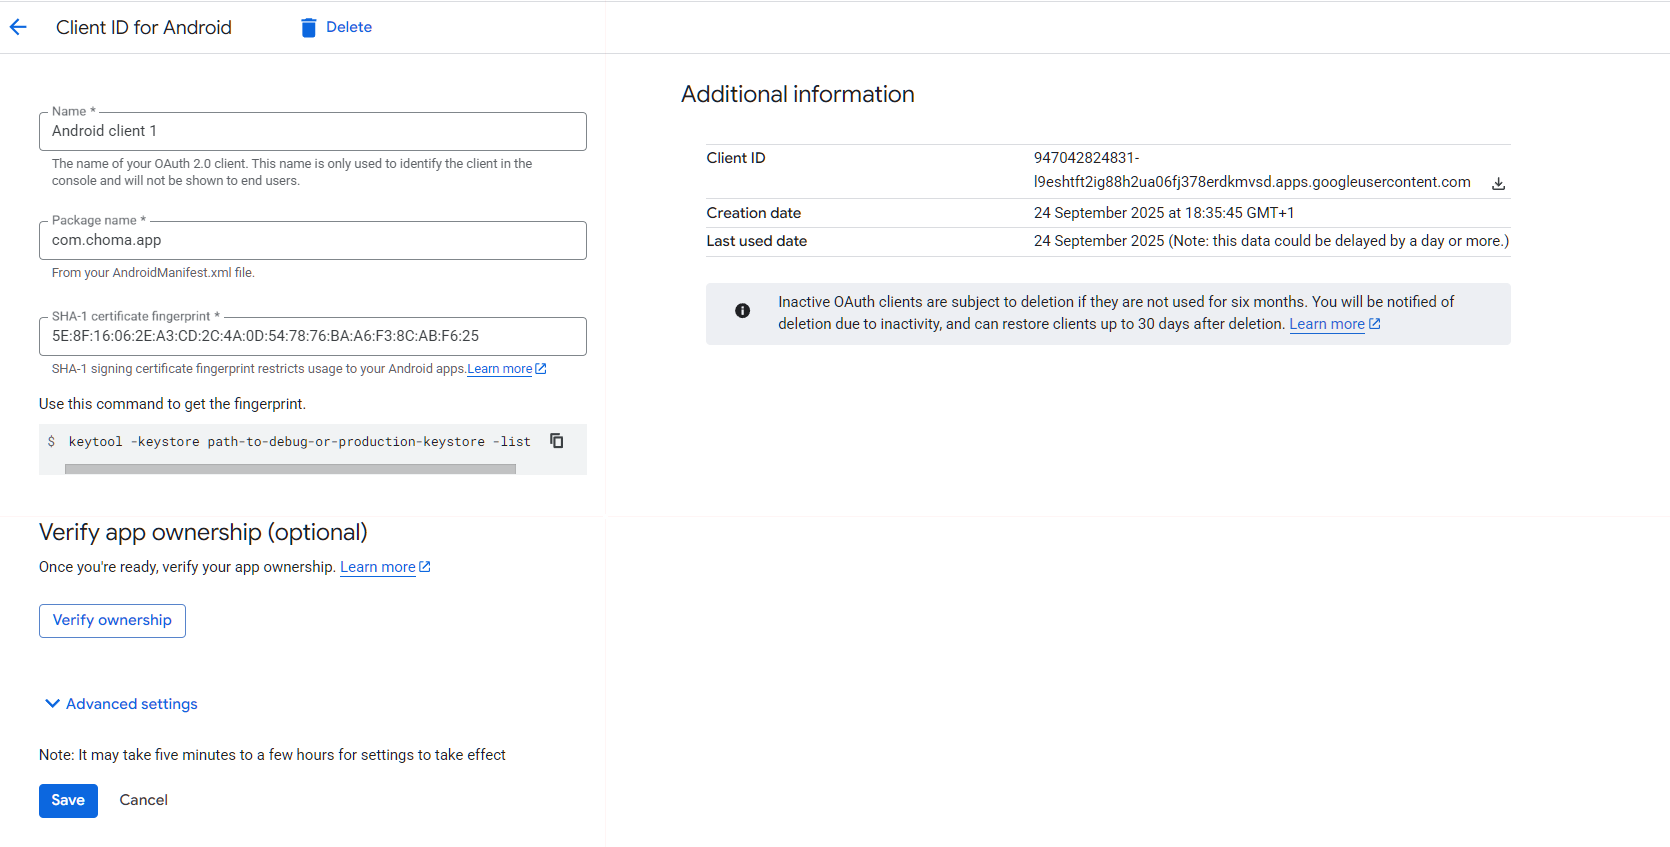 Client ID for Android
Delete
Name *
Android client 1
The name of your OAuth 2.0 client. This name is only used to identify the client in the
console and will not be shown to end users.
Package name *
com.choma.app
From your AndroidManifest.xml file.
SHA-1 certificate fingerprint *
5E:8F:16:06:2E:A3:CD:2C:4A:0D:54:78:76:BA:A6:F3:8C:AB:F6:25
SHA-1 signing certificate fingerprint restricts usage to your Android apps.Learn more
Use this command to get the fingerprint.
$ keytool -keystore path-to-debug-or-production-keystore -list
Verify app ownership (optional)
Once you're ready, verify your app ownership. Learn more
Verify ownership
Advanced settings
Note: It may take five minutes to a few hours for settings to take effect
Save Cancel
Additional information
Client ID 947042824831-
l9eshtft2ig88h2ua06fj378erdkmvsd.apps.googleusercontent.com
Creation date 24 September 2025 at 18:35:45 GMT+1
Last used date 24 September 2025 (Note: this data could be delayed by a day or more.)
Inactive OAuth clients are subject to deletion if they are not used for six months. You will be notified of
deletion due to inactivity, and can restore clients up to 30 days after deletion. Learn more